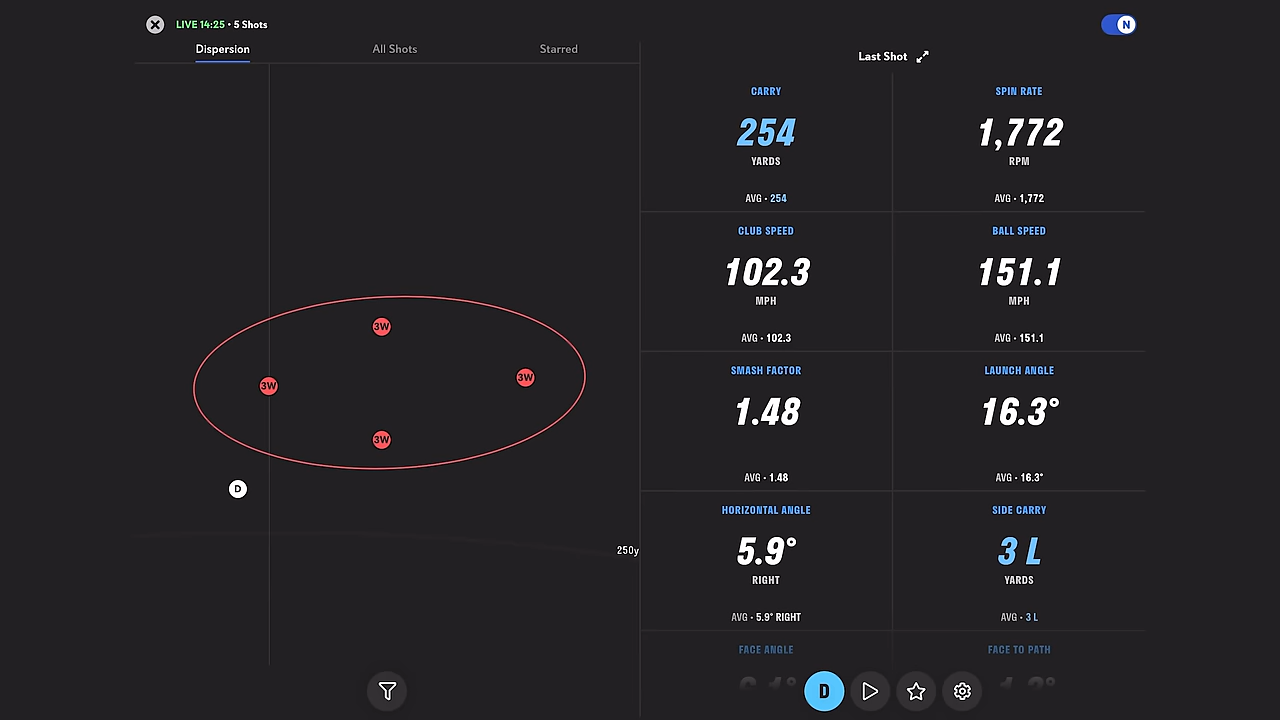 LIVE 14:25 • 5 Shots
N
Dispersion
All Shots
Starred
Last Shot
3W
3W
3W
3W
D
250y
CARRY
254
YARDS
AVG • 254
SPIN RATE
1,772
RPM
AVG • 1,772
CLUB SPEED
102.3
MPH
AVG • 102.3
BALL SPEED
151.1
MPH
AVG • 151.1
SMASH FACTOR
1.48
AVG • 1.48
LAUNCH ANGLE
16.3°
AVG • 16.3°
HORIZONTAL ANGLE
5.9°
RIGHT
AVG • 5.9° RIGHT
SIDE CARRY
3 L
YARDS
AVG • 3 L
FACE ANGLE
FACE TO PATH
D